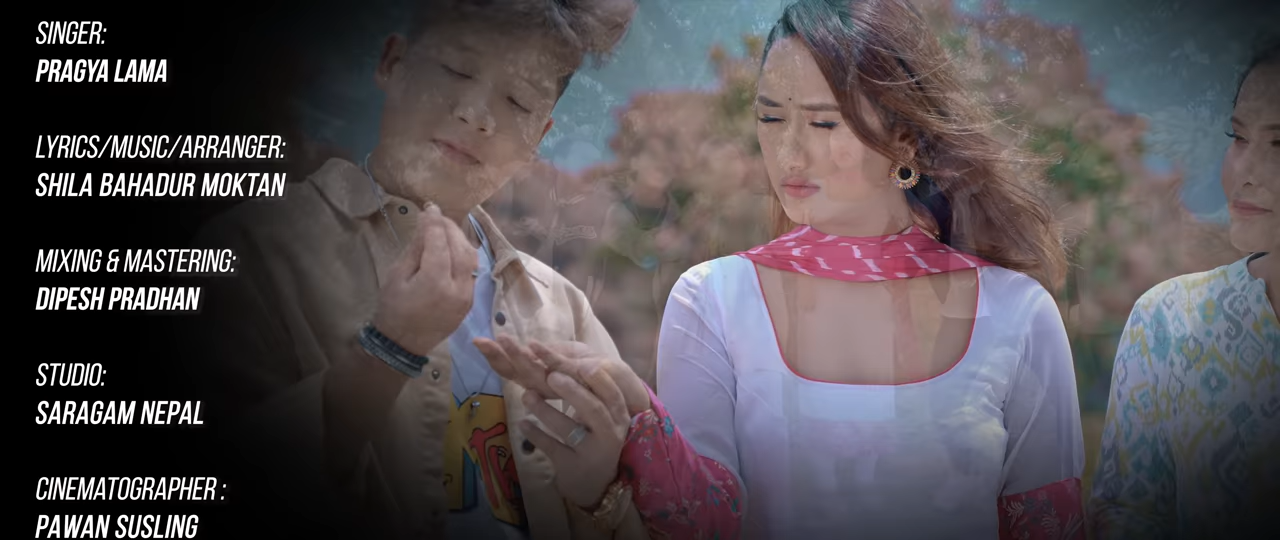 SINGER:
PRAGYA LAMA
LYRICS/MUSIC/ARRANGER:
SHILA BAHADUR MOKTAN
MIXING & MASTERING:
DIPESH PRADHAN
STUDIO:
SARAGAM NEPAL
CINEMATOGRAPHER :
PAWAN SUSLING